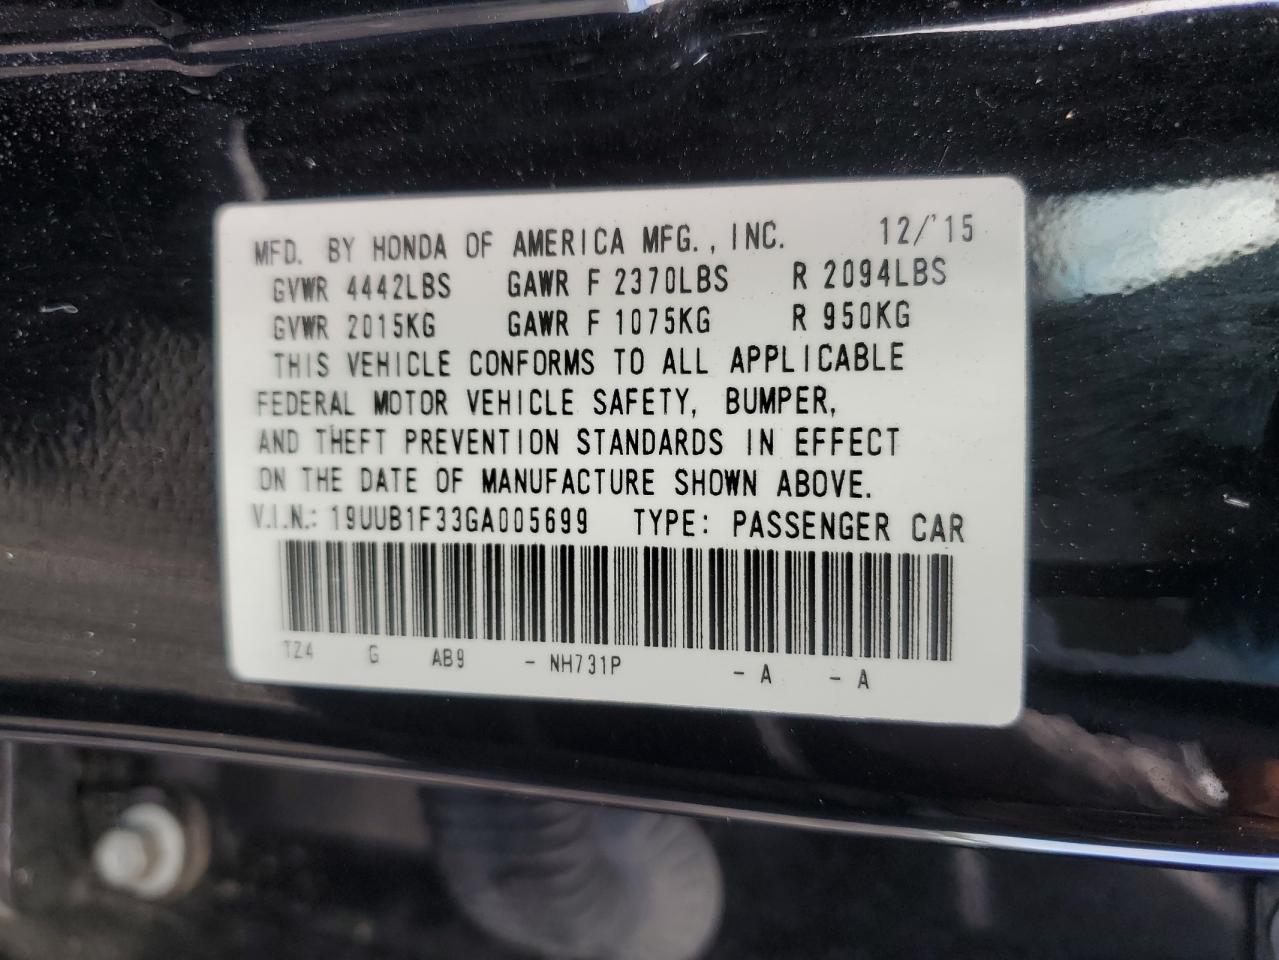 MFD. BY HONDA OF AMERICA MFG., INC. 12/'15
GVWR 4442LBS GAWR F 2370LBS R 2094LBS
GVWR 2015KG GAWR F 1075KG R 950KG
THIS VEHICLE CONFORMS TO ALL APPLICABLE
FEDERAL MOTOR VEHICLE SAFETY, BUMPER,
AND THEFT PREVENTION STANDARDS IN EFFECT
ON THE DATE OF MANUFACTURE SHOWN ABOVE.
V.I.N.: 19UUB1F33GA005699 TYPE: PASSENGER CAR
TZ4 G AB9 - NH731P - A - A